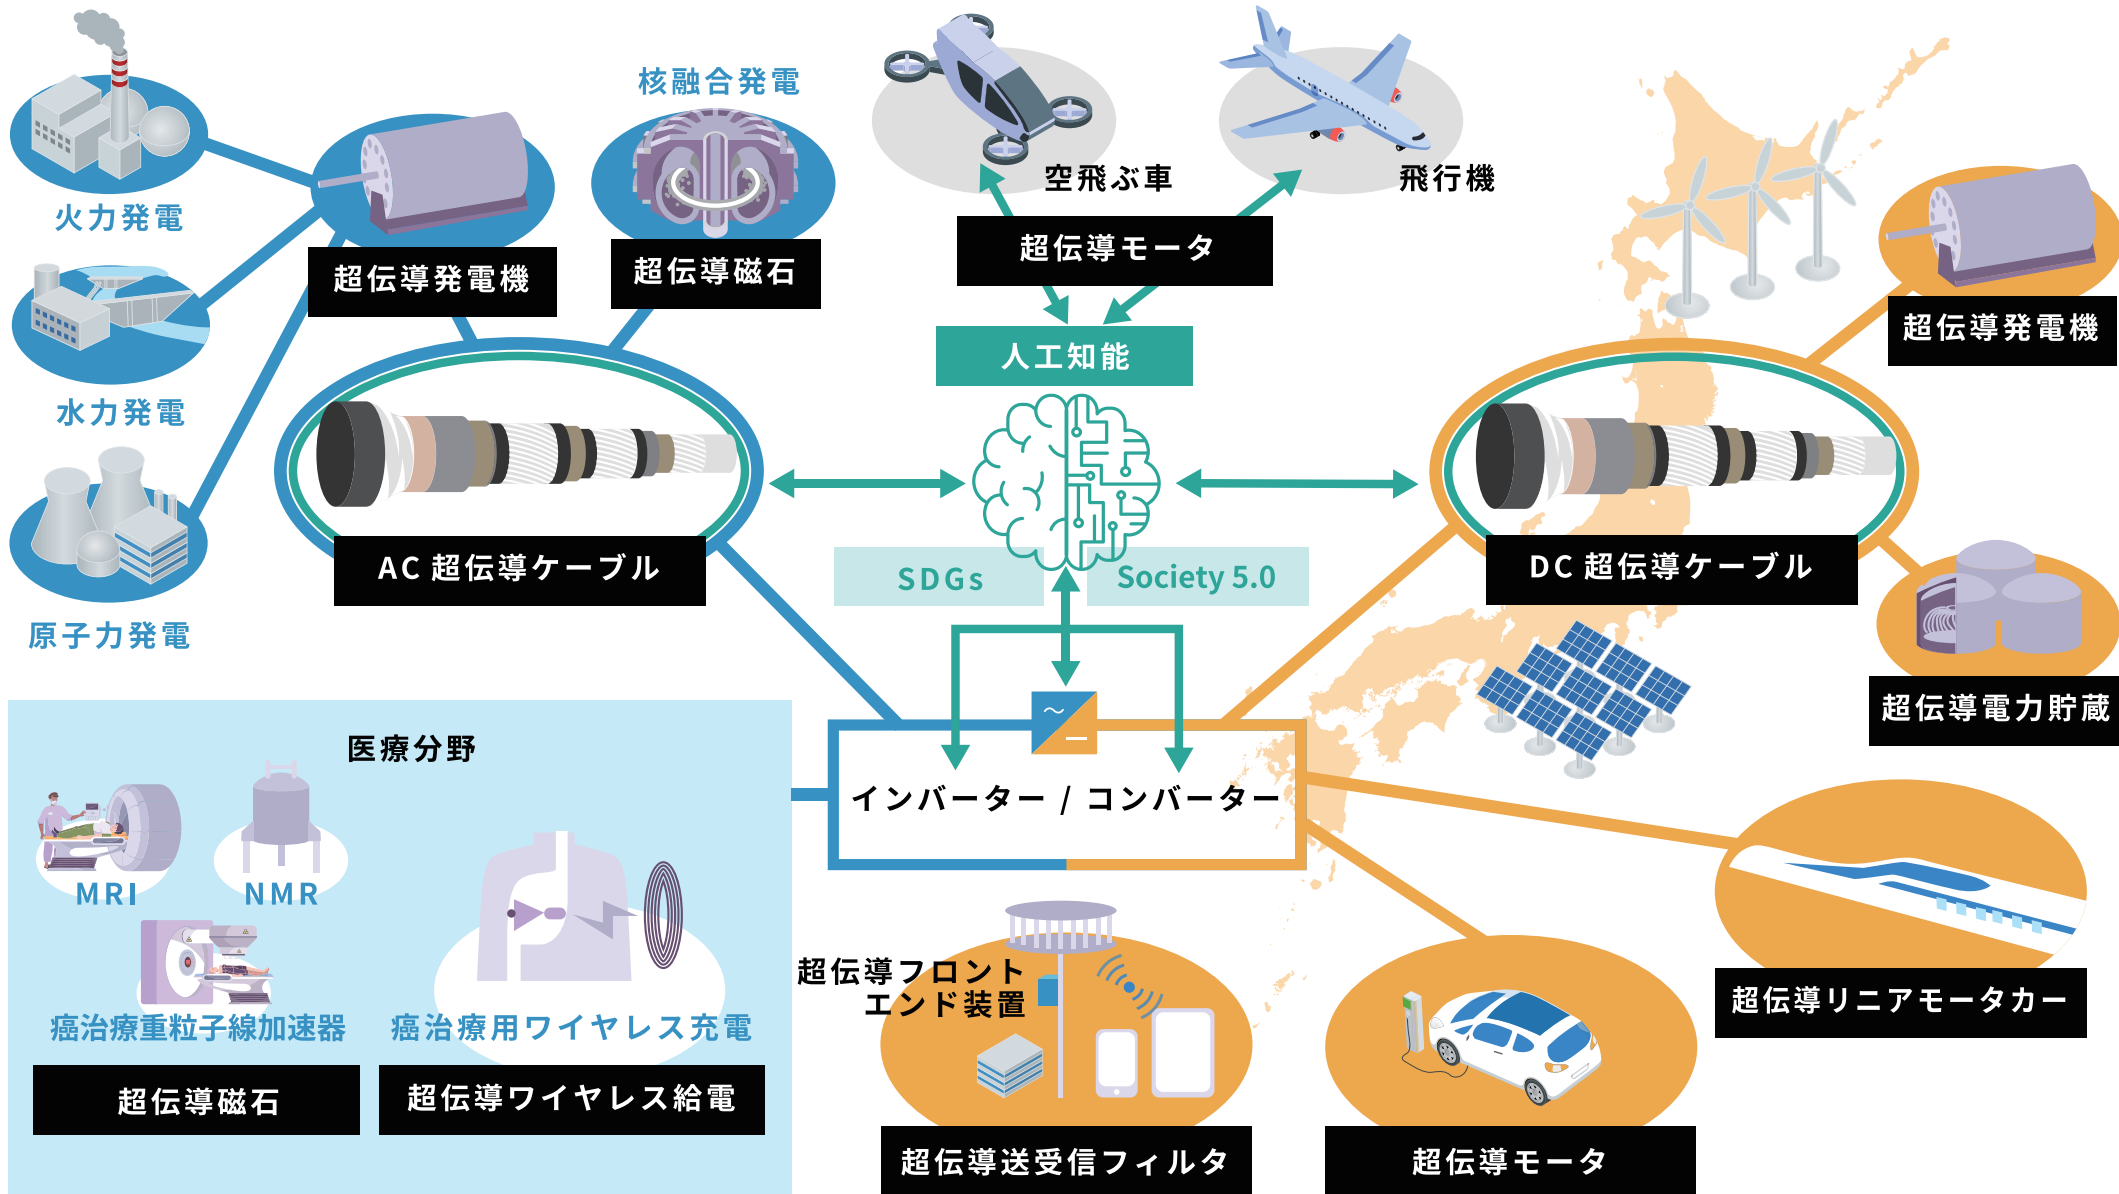 核融合発電
空飛ぶ車
飛行機
火力発電
超伝導発電機
超伝導磁石
超伝導モータ
超伝導発電機
人工知能
水力発電
AC 超伝導ケーブル
DC 超伝導ケーブル
SDGs
Society 5.0
原子力発電
超伝導電力貯蔵
医療分野
～
インバーター / コンバーター
MRI
NMR
超伝導フロント
エンド装置
超伝導リニアモータカー
癌治療重粒子線加速器
癌治療用ワイヤレス充電
超伝導磁石
超伝導ワイヤレス給電
超伝導送受信フィルタ
超伝導モータ